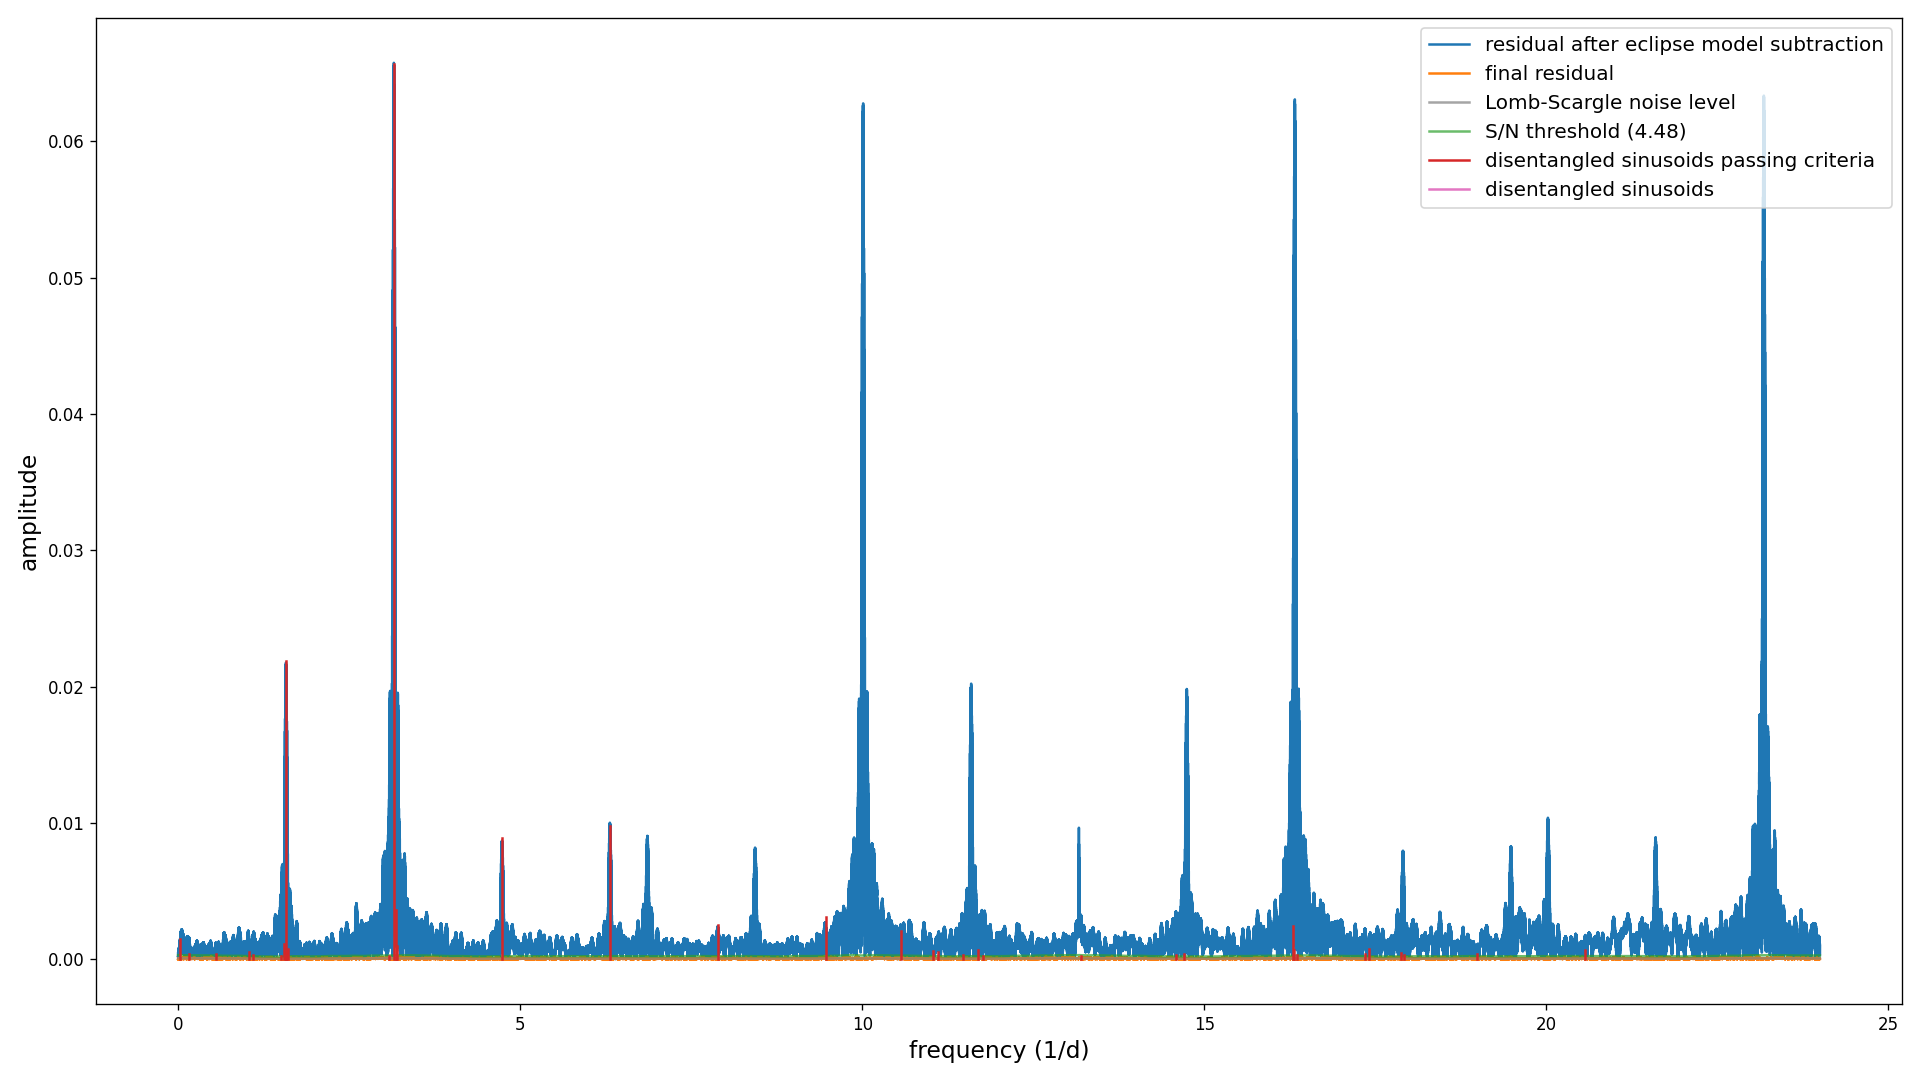 residual after eclipse model subtraction
final residual
Lomb-Scargle noise level
S/N threshold (4.48)
disentangled sinusoids passing criteria
disentangled sinusoids
0.06
0.05
0.04
0.03
0.02
0.01
0.00
amplitude
0 5 10 15 20 25
frequency (1/d)